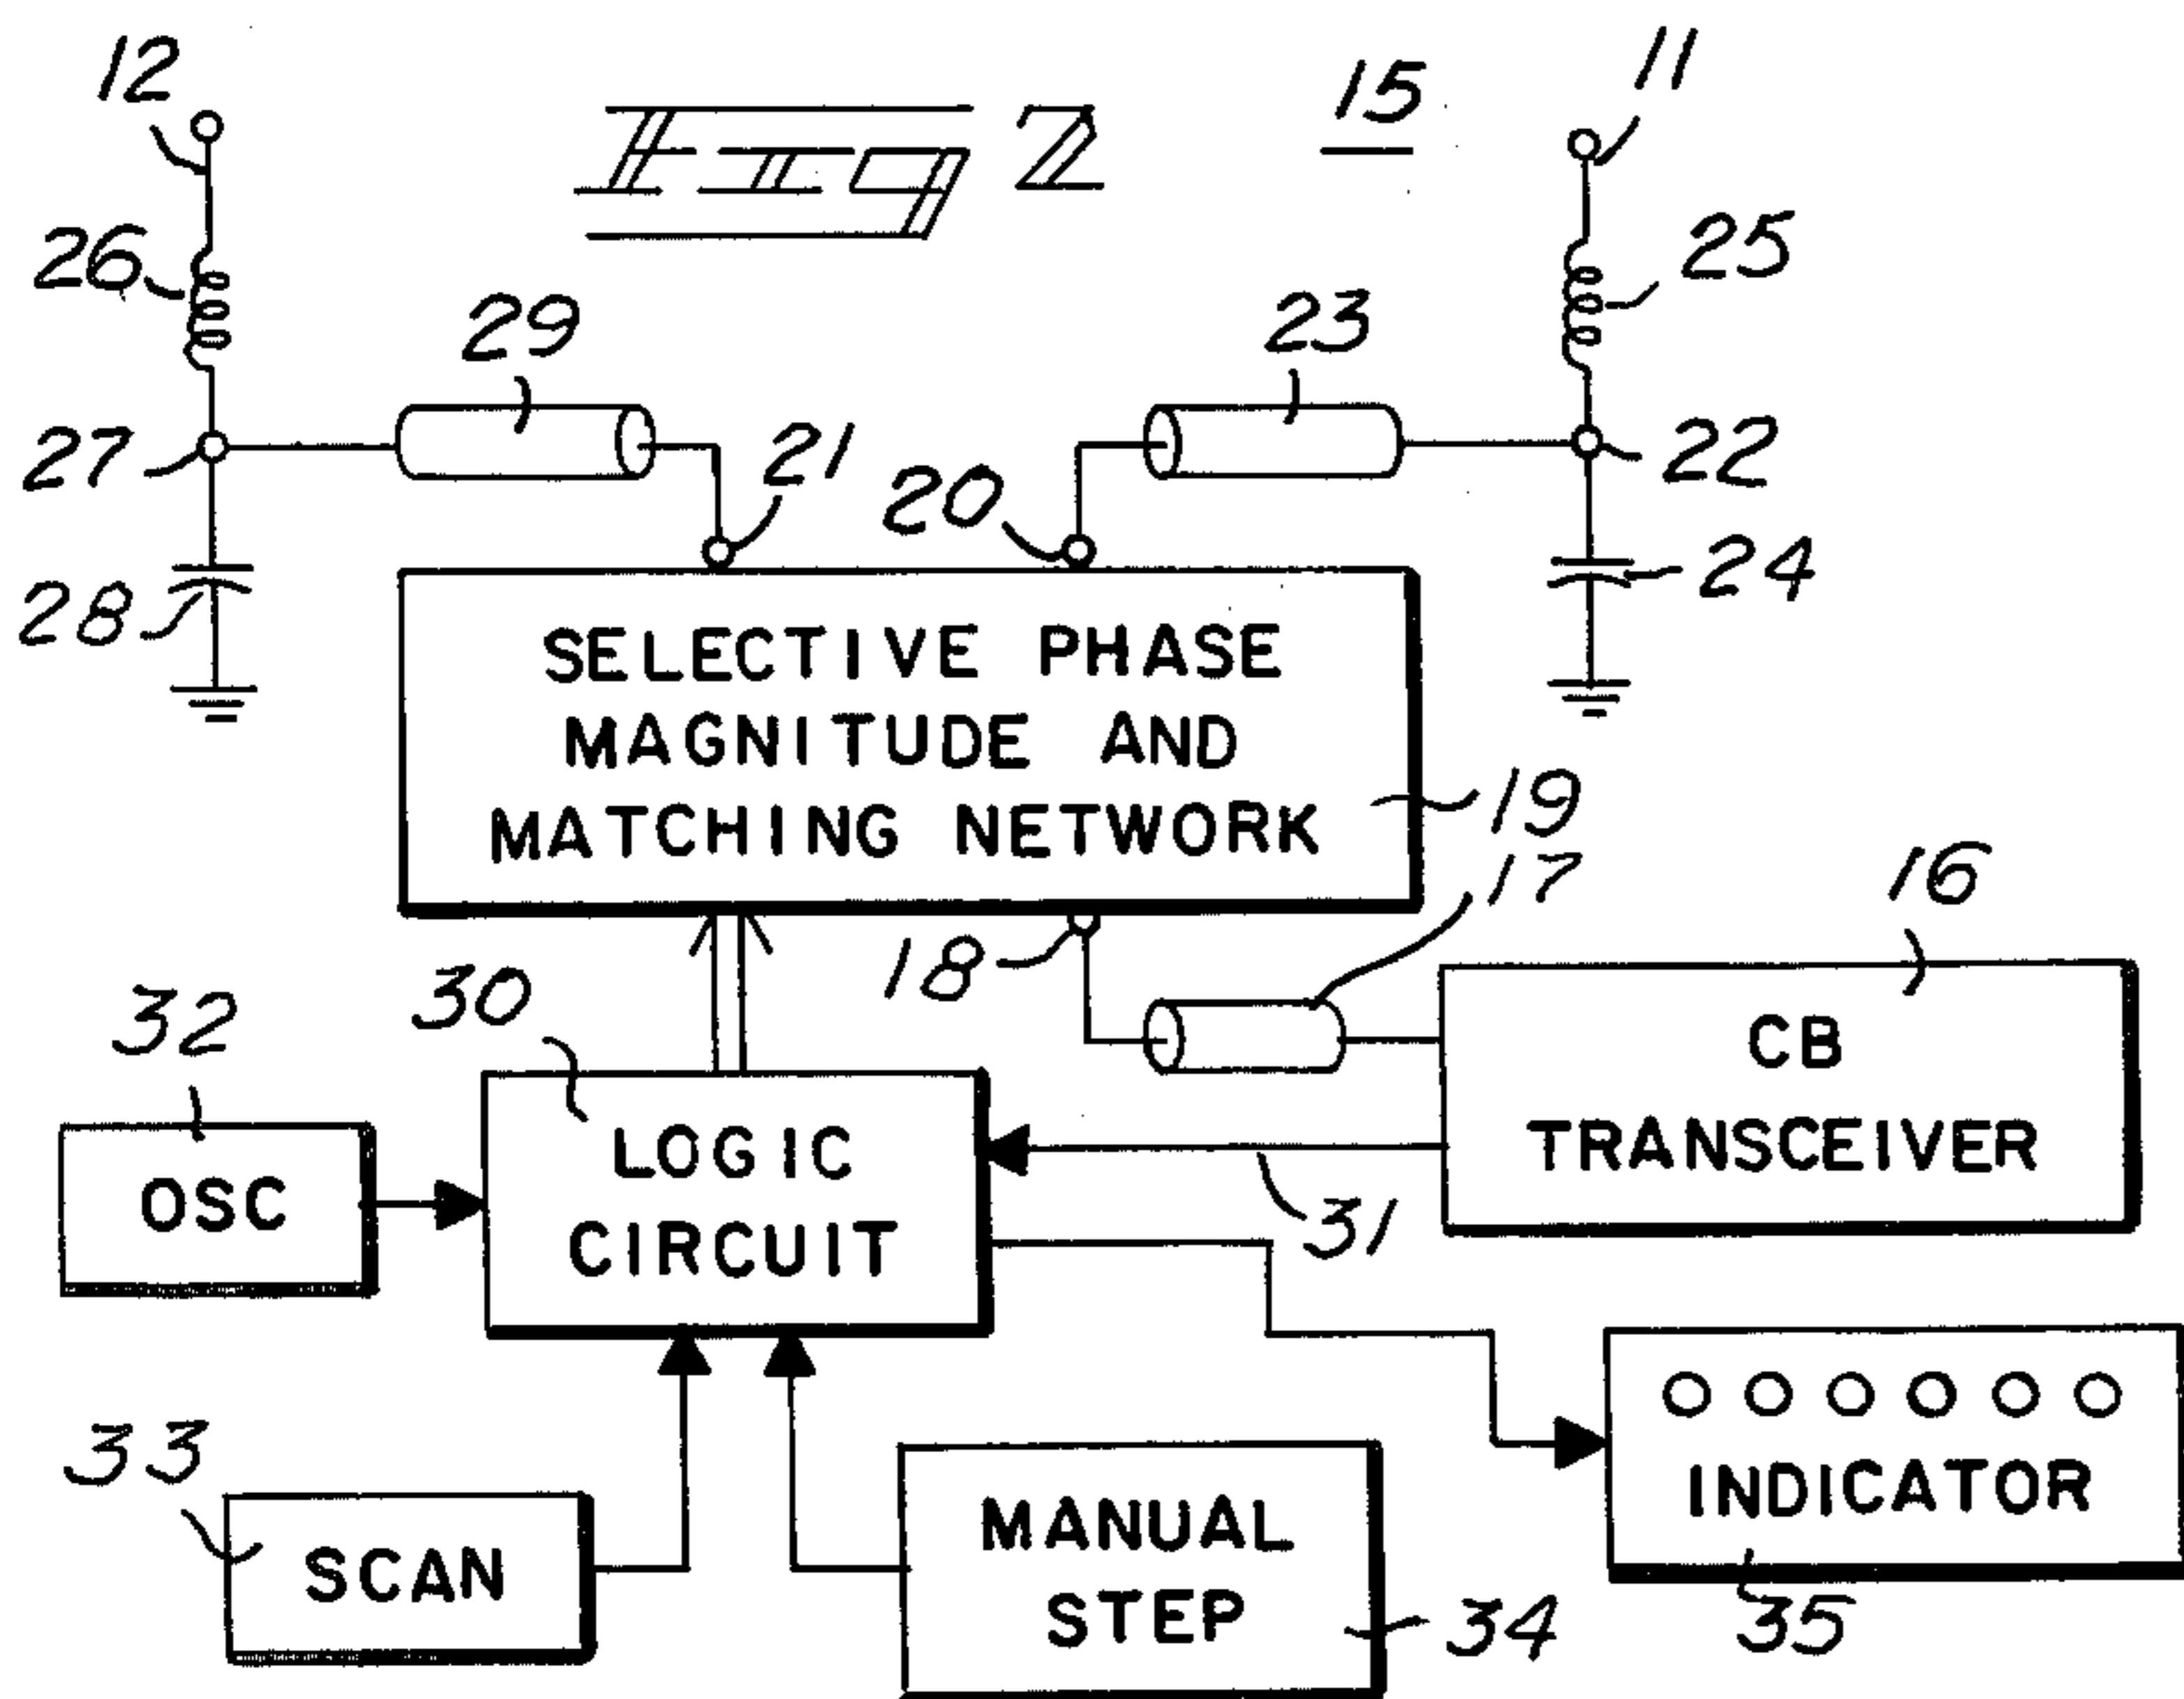 12
Fig 2
15
11
26
25
29
23
27
21
20
22
28
24
SELECTIVE PHASE
MAGNITUDE AND
MATCHING NETWORK
19
17
16
18
30
32
CB
TRANSCEIVER
LOGIC
CIRCUIT
OSC
31
33
INDICATOR
MANUAL
STEP
SCAN
34
35